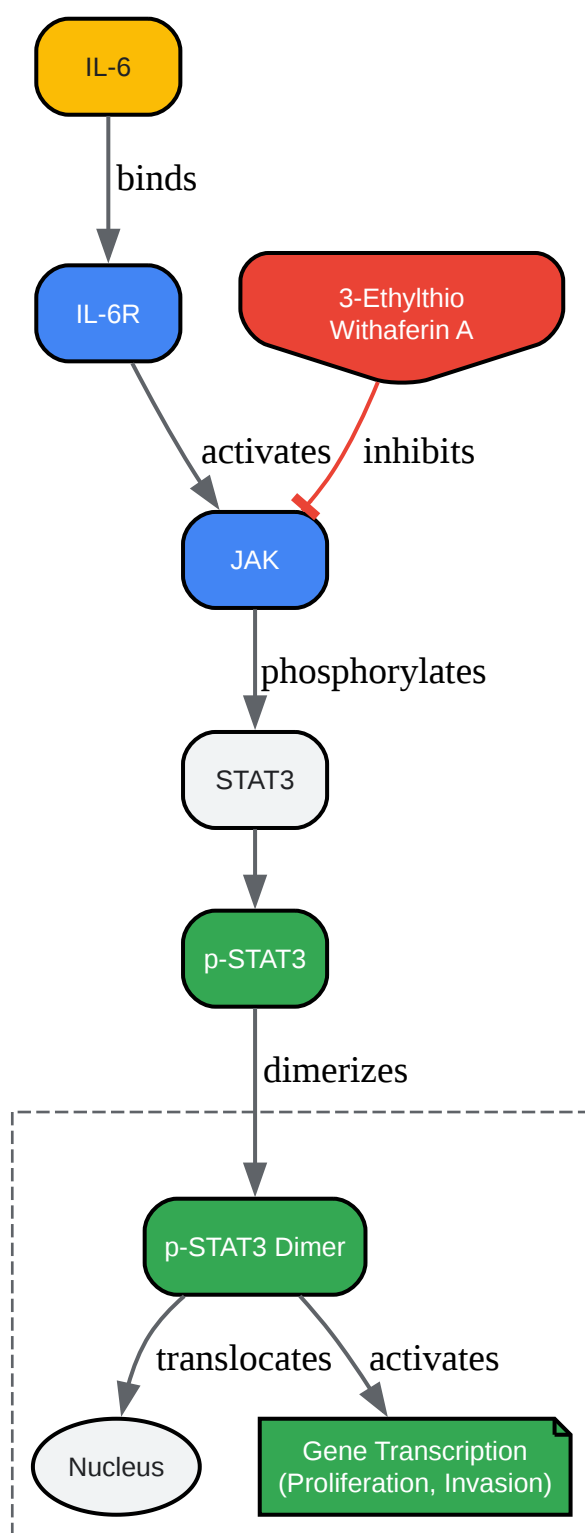 IL-6
binds
IL-6R
3-Ethylthio
Withaferin A
activates
inhibits
JAK
phosphorylates
STAT3
p-STAT3
dimerizes
p-STAT3 Dimer
translocates
activates
Nucleus
Gene Transcription
(Proliferation, Invasion)